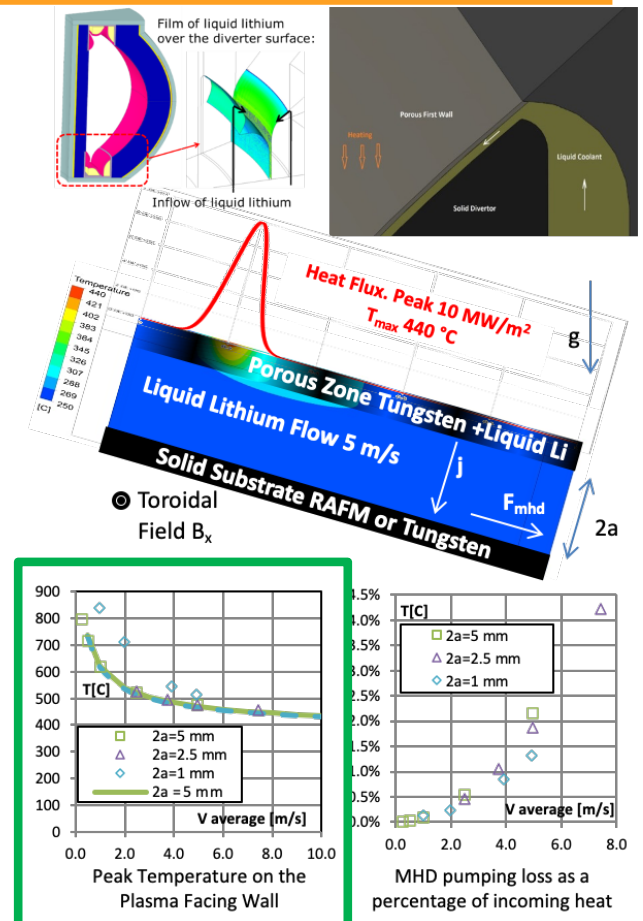 Film of liquid lithium
over the diverter surface:
Inflow of liquid lithium
Porous First Wall
Heating
Liquid Coolant
Solid Divertor
Heat Flux. Peak 10 MW/m²
Tmax 440 °C
g
Temperature
440
421
402
383
364
345
326
307
288
269
250
[C]
Porous Zone Tungsten +Liquid Li
Liquid Lithium Flow 5 m/s
j
Fmhd
Solid Substrate RAFM or Tungsten
2a
Toroidal
Field Bx
900
800
700
600
500
400
300
200
100
0
T[C]
2a=5 mm
2a=2.5 mm
2a=1 mm
2a = 5 mm
V average [m/s]
0.0 2.0 4.0 6.0 8.0 10.0
Peak Temperature on the
Plasma Facing Wall
4.5%
4.0%
3.5%
3.0%
2.5%
2.0%
1.5%
1.0%
0.5%
0.0%
T[C]
2a=5 mm
2a=2.5 mm
2a=1 mm
V average [m/s]
0.0 2.0 4.0 6.0 8.0
MHD pumping loss as a
percentage of incoming heat